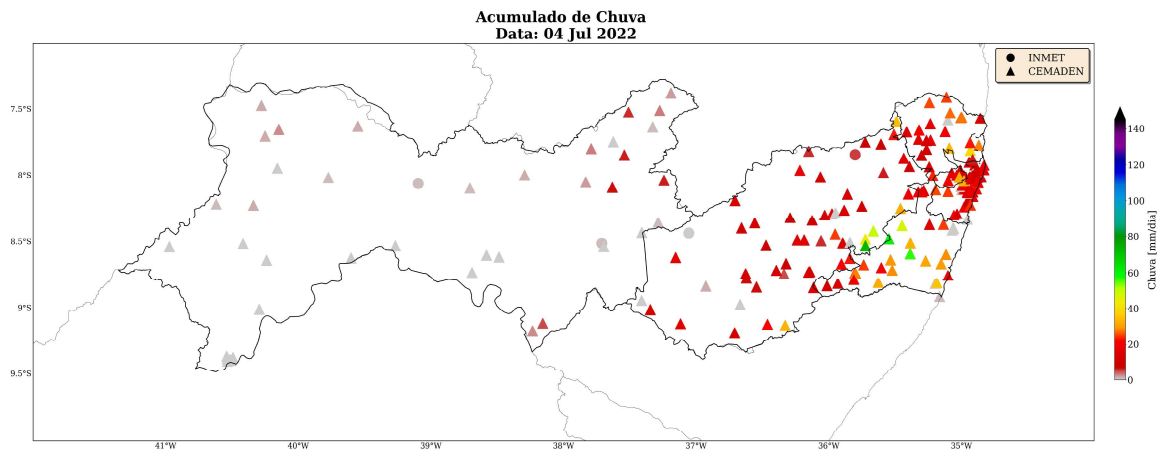 Acumulado de Chuva
Data: 04 Jul 2022
INMET
CEMADEN
7.5°S
8°S
8.5°S
9°S
9.5°S
41°W
40°W
39°W
38°W
37°W
36°W
35°W
140
120
100
80
60
40
20
0
Chuva [mm/dia]